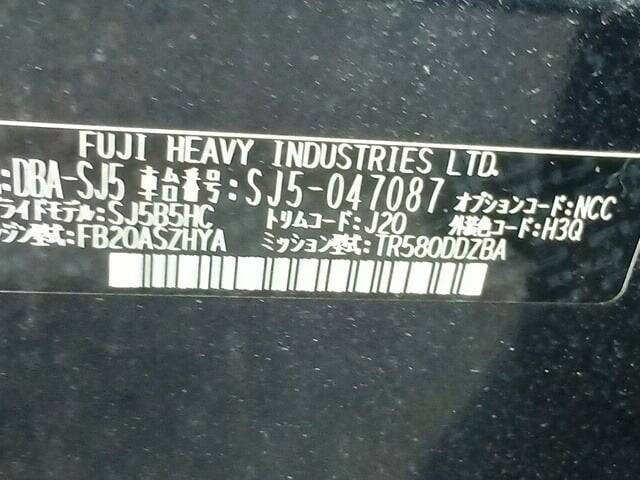 FUJI HEAVY INDUSTRIES LTD.
:DBA-SJ5 車台番号:SJ5-047087 オプションコード:NCC
ライドモデル:SJ5B5HC トリムコード:J20 外装色コード:H3Q
ジン型式:FB20ASZHYA ミッション型式:TR580DDZBA